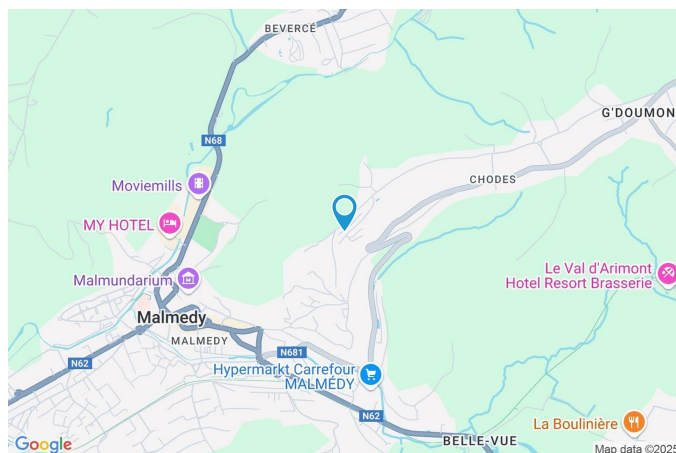 BEVERCÉ
G'DOUMON
N68
CHODES
Moviemills
MY HOTEL
Le Val d'Arimont
Hotel Resort Brasserie
Malmundarium
Malmedy
MALMEDY
N681
Hypermarkt Carrefour
MALMÉDY
N62
N62
La Boulinière
BELLE-VUE
Google
Map data ©2025